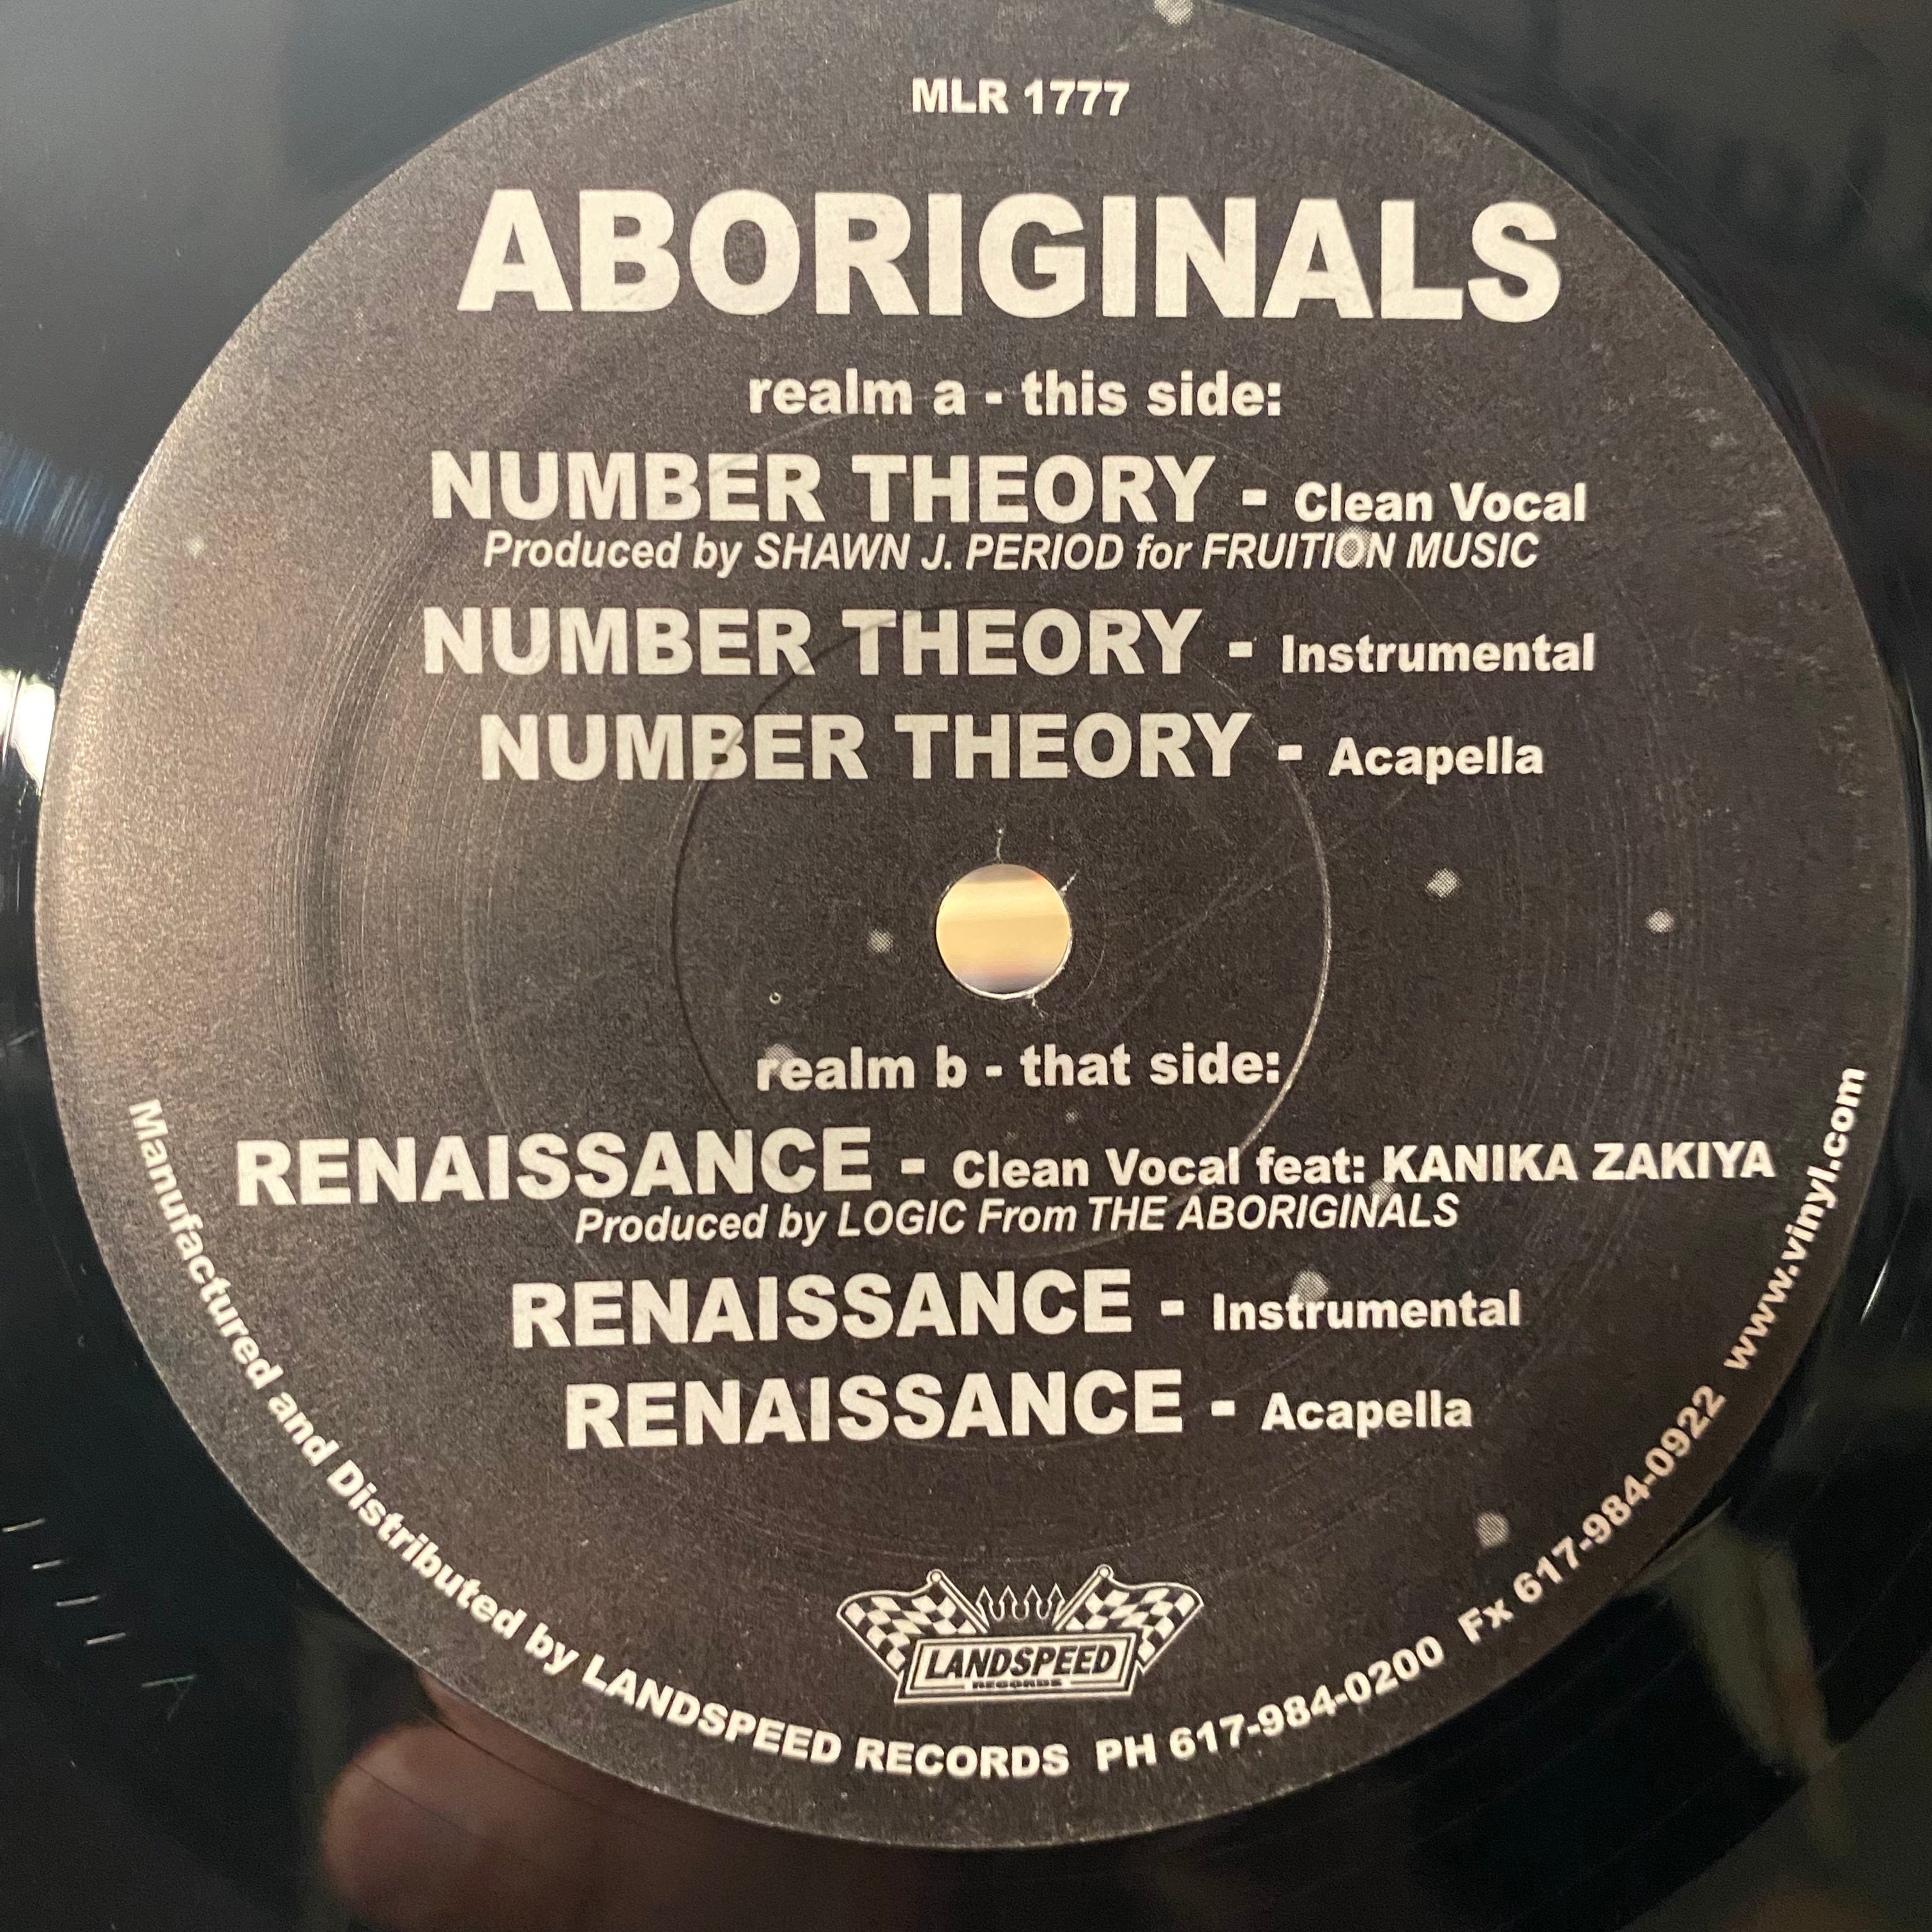 MLR 1777
ABORIGINALS
realm a - this side:
NUMBER THEORY - Clean Vocal
Produced by SHAWN J. PERIOD for FRUITION MUSIC
NUMBER THEORY - Instrumental
NUMBER THEORY - Acapella
realm b - that side:
RENAISSANCE - Clean Vocal feat: KANIKA ZAKIYA
Produced by LOGIC From THE ABORIGINALS
RENAISSANCE - Instrumental
RENAISSANCE - Acapella
LANDSPEED
RECORDS
Manufactured and Distributed by LANDSPEED RECORDS PH 617-984-0200 Fx 617-984-0922 www.vinyl.com